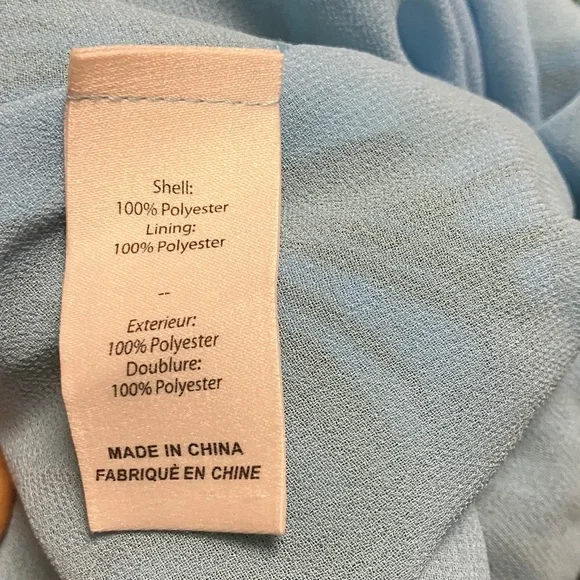 Shell:
100% Polyester
Lining:
100% Polyester
--
Exterieur:
100% Polyester
Doublure:
100% Polyester
MADE IN CHINA
FABRIQUÈ EN CHINE